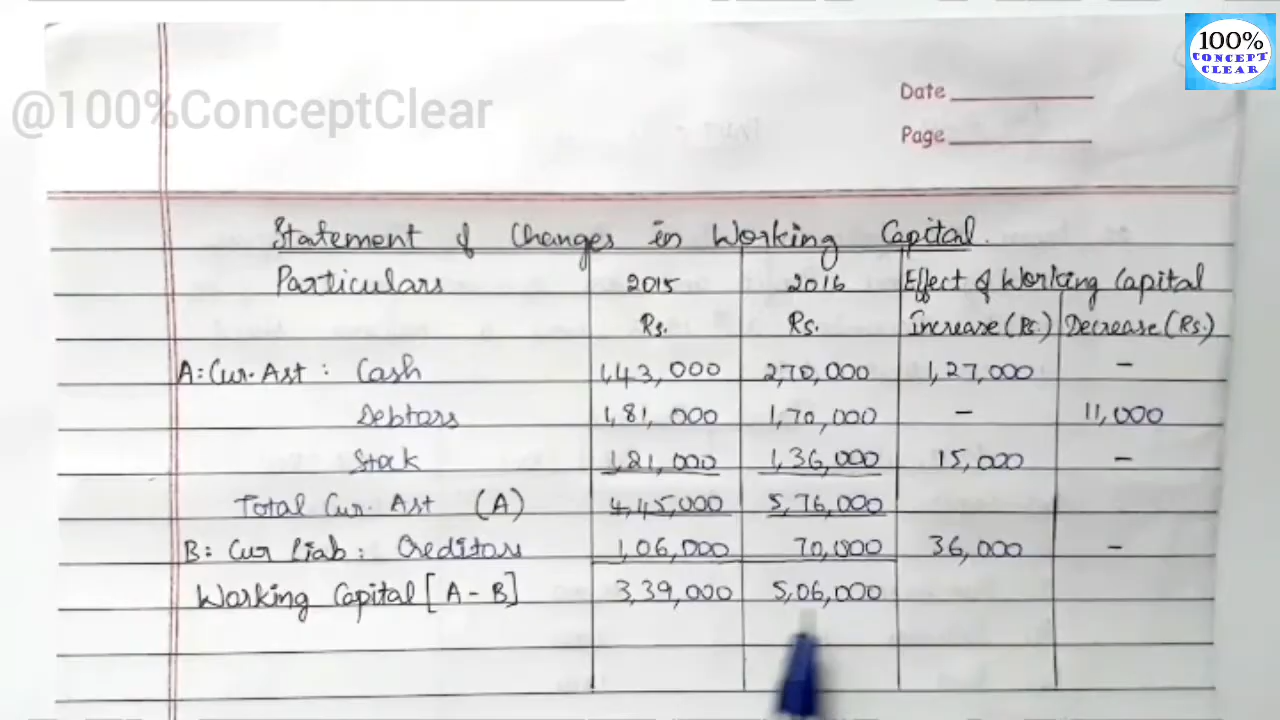 100%
CONCEPT
CLEAR
@100%ConceptClear
Date
Page
Statement of Changes in Working Capital.
Particulars 2015 2016 Effect of Working Capital
Rs. Rs. Increase (Rs.) Decrease (Rs.)
A: Cur. Ast : Cash 1,43,000 2,70,000 1,27,000 –
Debtors 1,81,000 1,70,000 – 11,000
Stock 1,21,000 1,36,000 15,000 –
Total Cur. Ast (A) 4,45,000 5,76,000
B: Cur Liab: Creditors 1,06,000 70,000 36,000 –
Working Capital [A - B] 3,39,000 5,06,000